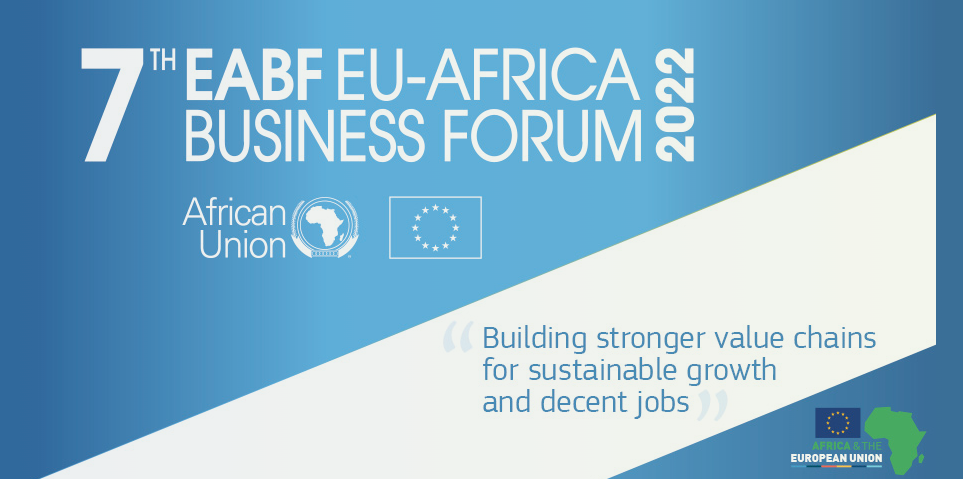 7TH EABF EU-AFRICA
BUSINESS FORUM 2022
African
Union
“Building stronger value chains
for sustainable growth
and decent jobs”
AFRICA & THE
EUROPEAN UNION